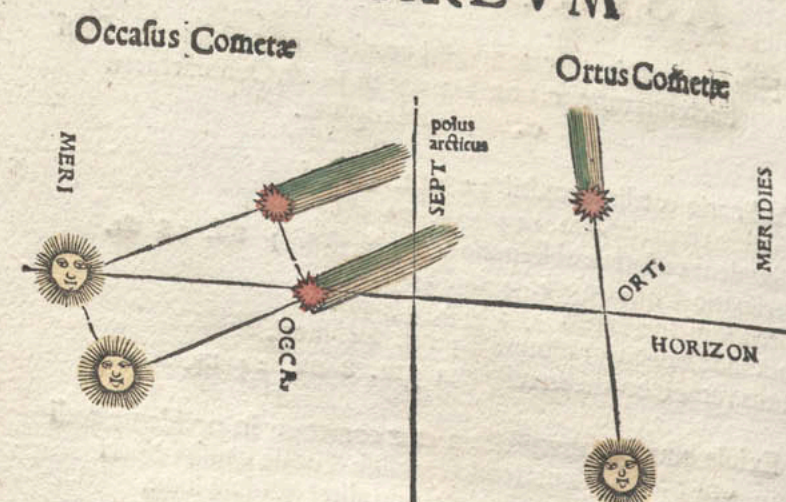 Occaſus Cometæ
Ortus Cometæ
polus
arcticus
MERI
SEPT
MERIDIES
ORT.
OCCA.
HORIZON